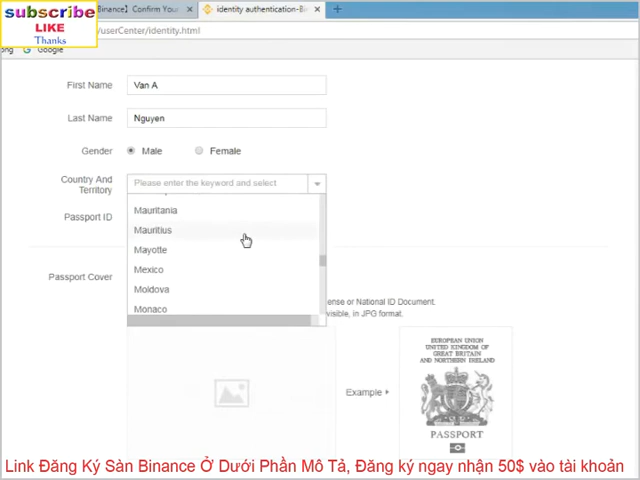 subscribe
LIKE
Thanks
Binance】Confirm Your
identity authentication-Bi
/userCenter/identity.html
Google
First Name
Van A
Last Name
Nguyen
Gender
Male
Female
Country And
Territory
Please enter the keyword and select
Mauritania
Mauritius
Mayotte
Mexico
Moldova
Monaco
Passport ID
Passport Cover
ense or National ID Document.
visible, in JPG format.
Example
EUROPEAN UNION
UNITED KINGDOM OF
GREAT BRITAIN
AND NORTHERN IRELAND
PASSPORT
Link Đăng Ký Sàn Binance Ở Dưới Phần Mô Tả, Đăng ký ngay nhận 50$ vào tài khoản